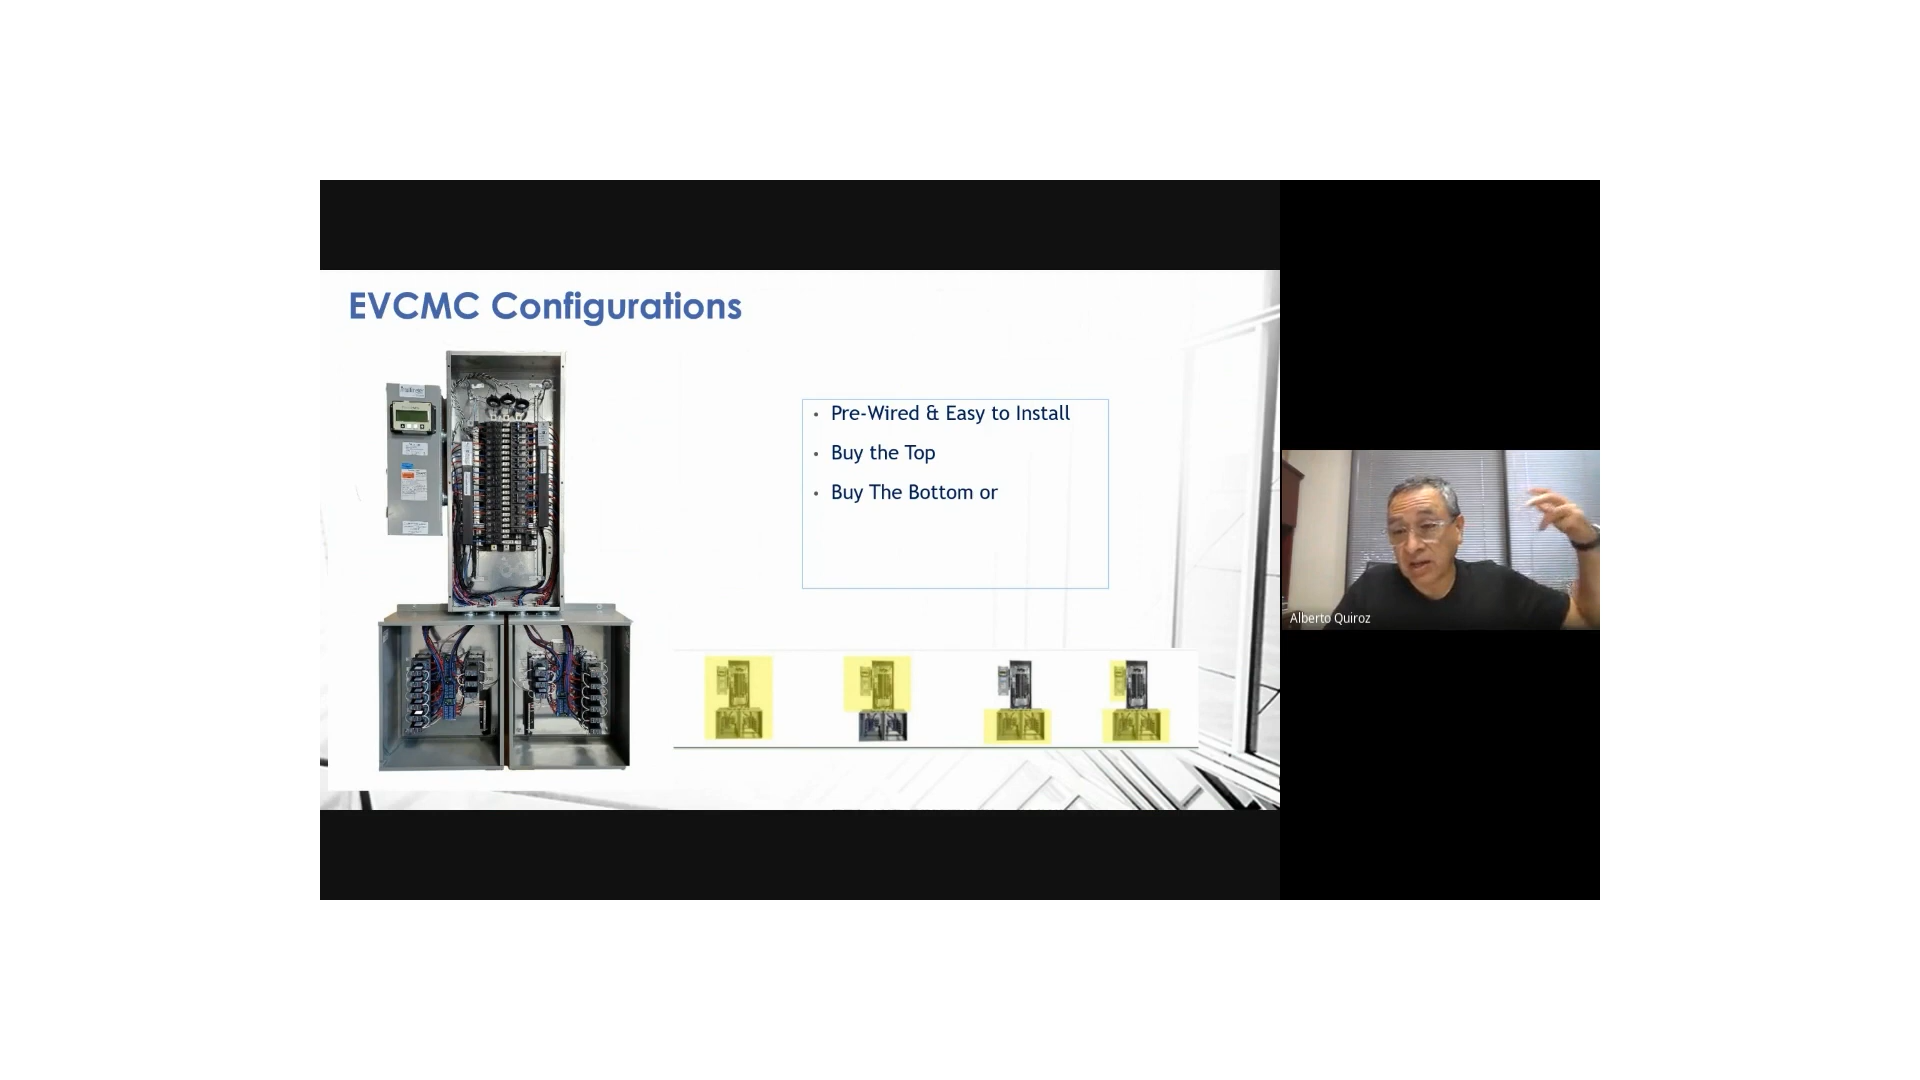 EVCMC Configurations
• Pre-Wired & Easy to Install
• Buy the Top
• Buy The Bottom or
Alberto Quiroz